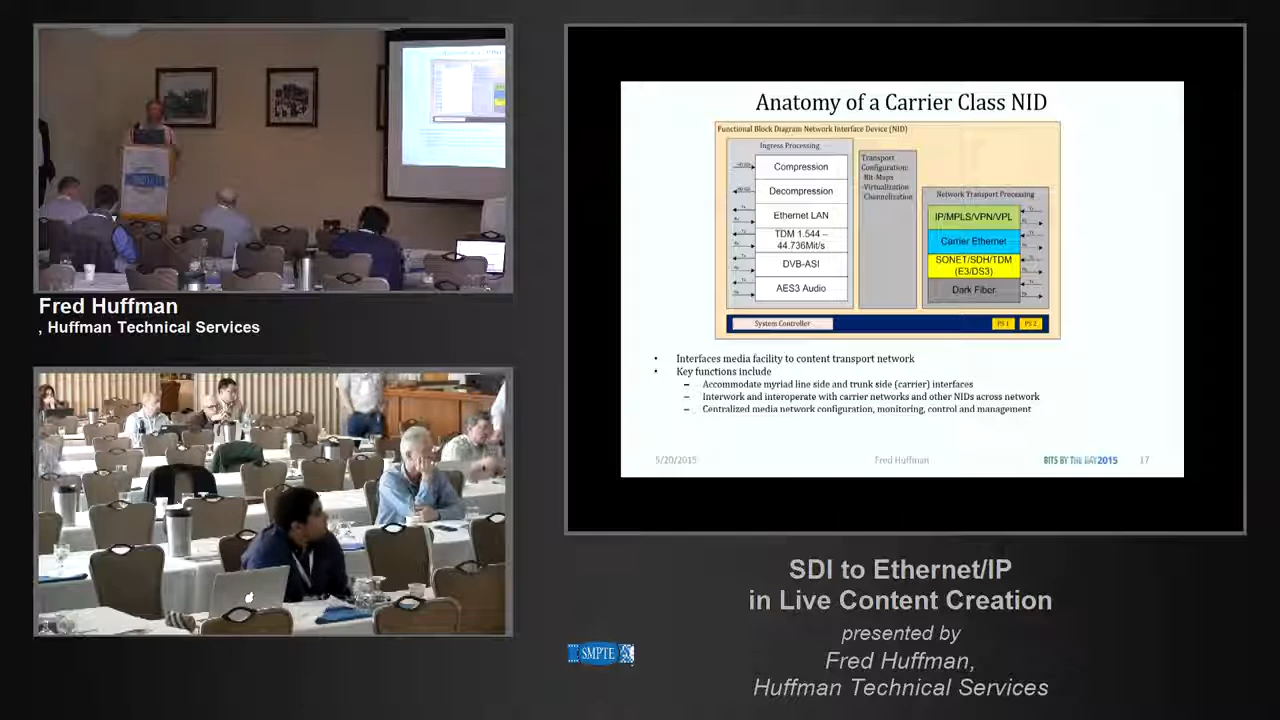 Fred Huffman
, Huffman Technical Services
Anatomy of a Carrier Class NID
Functional Block Diagram Network Interface Device (NID)
Ingress Processing
Compression
Decompression
Ethernet LAN
TDM 1.544 –
44.736Mit/s
DVB-ASI
AES3 Audio
Transport
Configuration:
Bit-Maps
Virtualization
Channelization
Network Transport Processing
IP/MPLS/VPN/VPL
Carrier Ethernet
SONET/SDH/TDM
(E3/DS3)
Dark Fiber
System Controller
PS 1
PS 2
• Interfaces media facility to content transport network
• Key functions include
– Accommodate myriad line side and trunk side (carrier) interfaces
– Interwork and interoperate with carrier networks and other NIDs across network
– Centralized media network configuration, monitoring, control and management
5/20/2015
Fred Huffman
BITS BY THE BAY2015
17
SDI to Ethernet/IP
in Live Content Creation
presented by
Fred Huffman,
Huffman Technical Services
SMPTE